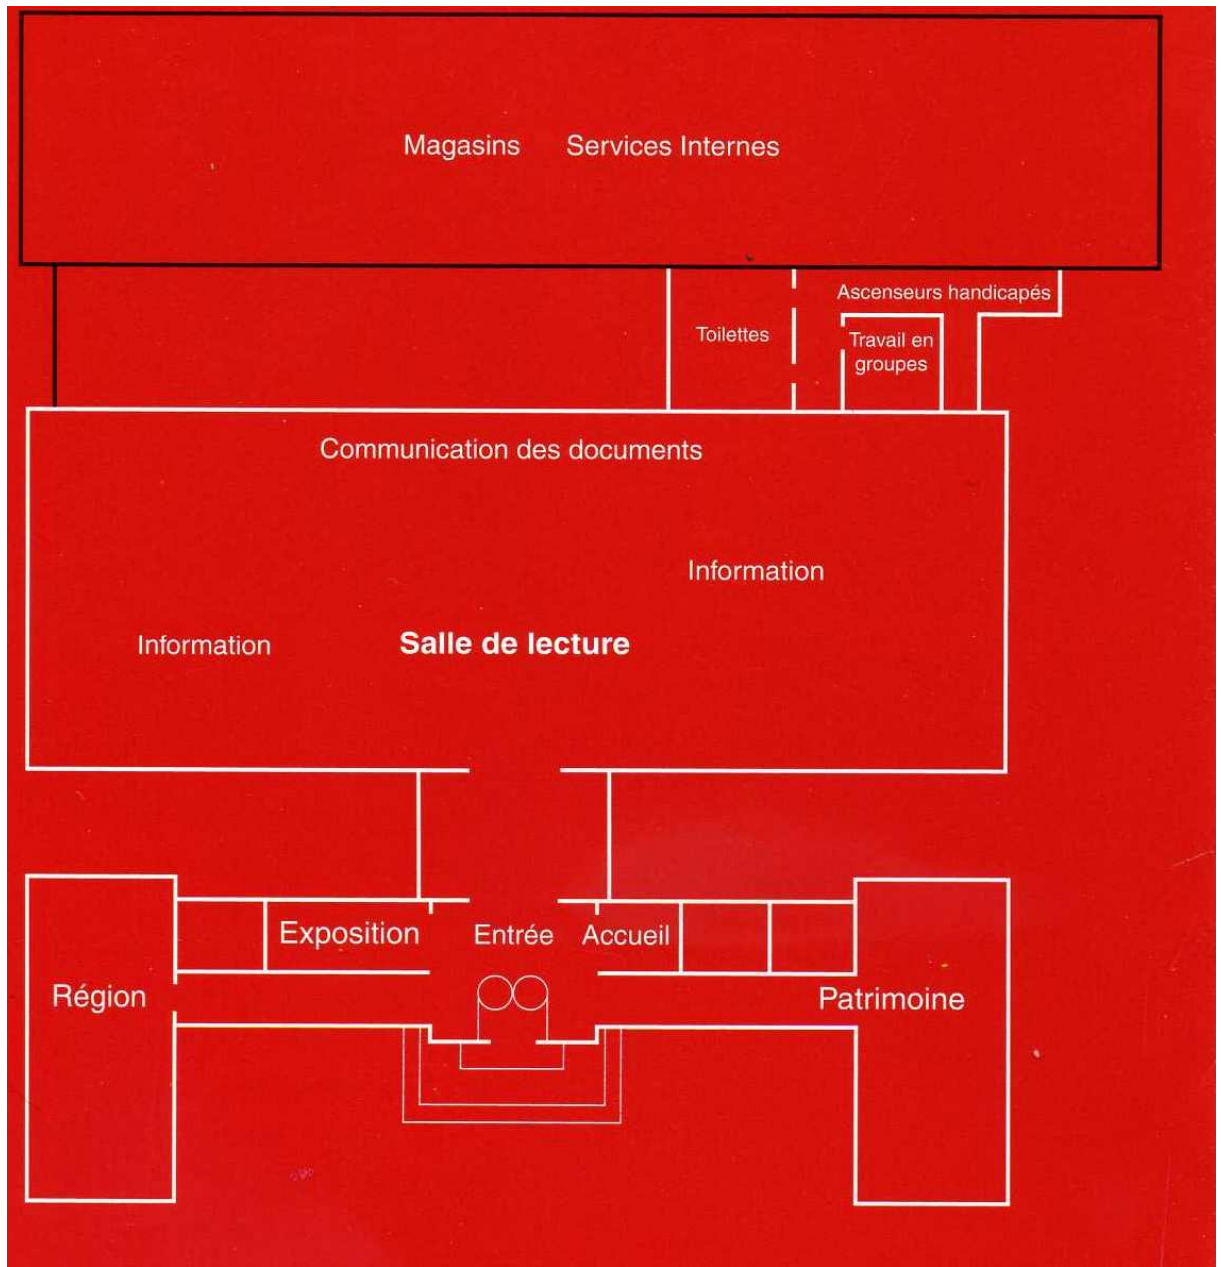 Magasins Services Internes
Ascenseurs handicapés
Toilettes
Travail en
groupes
Communication des documents
Information
Information
Salle de lecture
Exposition
Entrée
Accueil
Région
Patrimoine